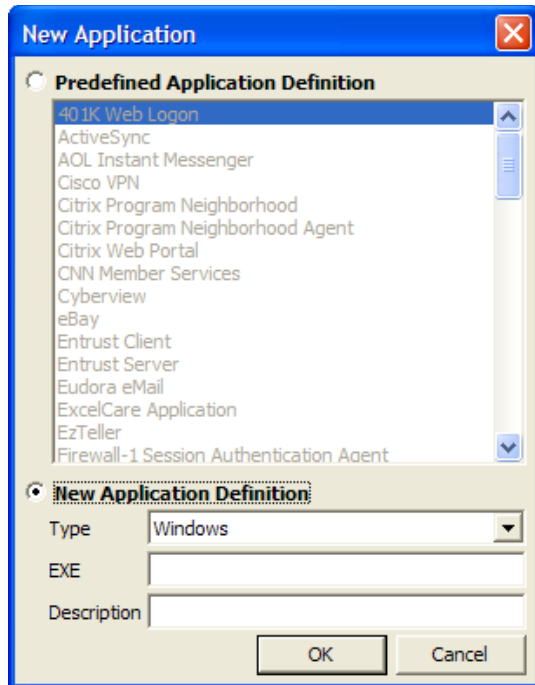 New Application
Predefined Application Definition
401K Web Logon
ActiveSync
AOL Instant Messenger
Cisco VPN
Citrix Program Neighborhood
Citrix Program Neighborhood Agent
Citrix Web Portal
CNN Member Services
Cyberview
eBay
Entrust Client
Entrust Server
Eudora eMail
ExcelCare Application
EzTeller
Firewall-1 Session Authentication Agent
New Application Definition
Type Windows
EXE
Description
OK Cancel